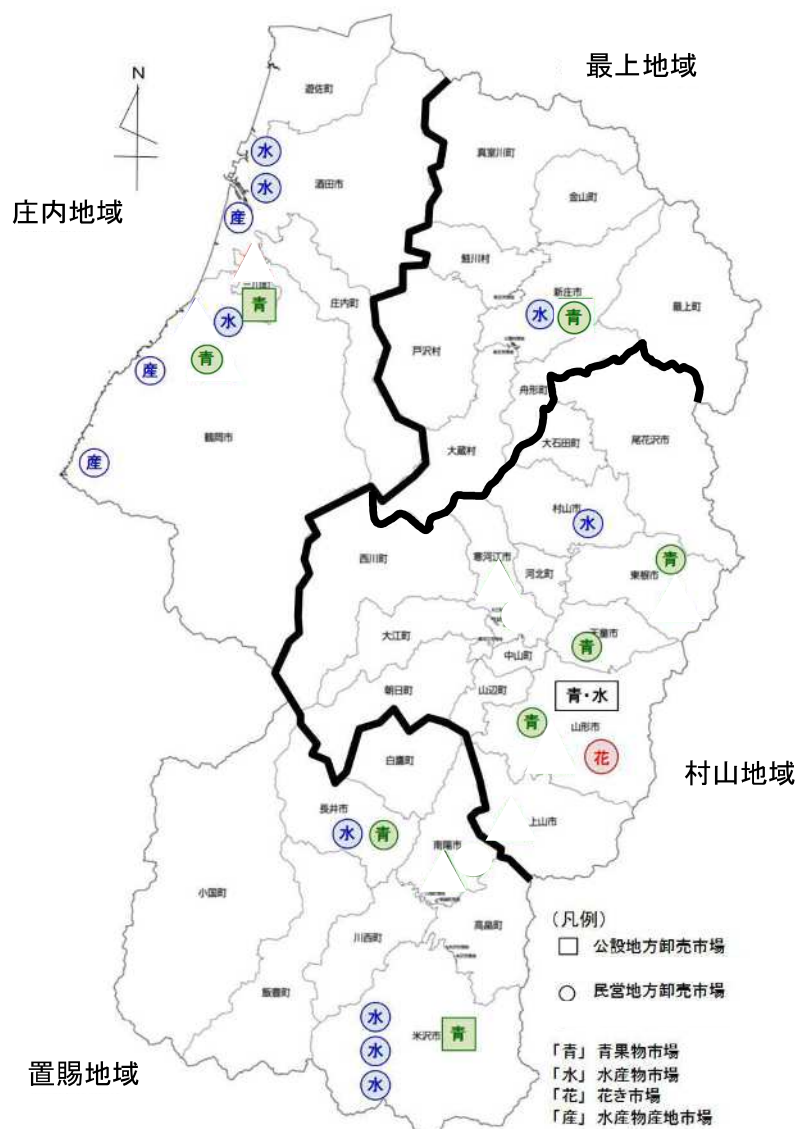 最上地域
N
遊佐町
真室川町
水
酒田市
水
金山町
庄内地域
産
鮭川村
新庄市
庄内町
青
最上町
水
水
青
戸沢村
青
産
舟形町
鶴岡市
大石田町
尾花沢市
大蔵村
産
村山市
水
西川町
寒河江市
青
河北町
東根市
大江町
天童市
青
中山町
朝日町
山辺町
青・水
青
山形市
花
白鷹町
村山地域
長井市
水
青
上山市
南陽市
小国町
(凡例)
高畠町
川西町
□ 公設地方卸売市場
飯豊町
○ 民営地方卸売市場
水
米沢市
青
水
「青」 青果物市場
置賜地域
「水」 水産物市場
水
「花」 花き市場
「産」 水産物産地市場